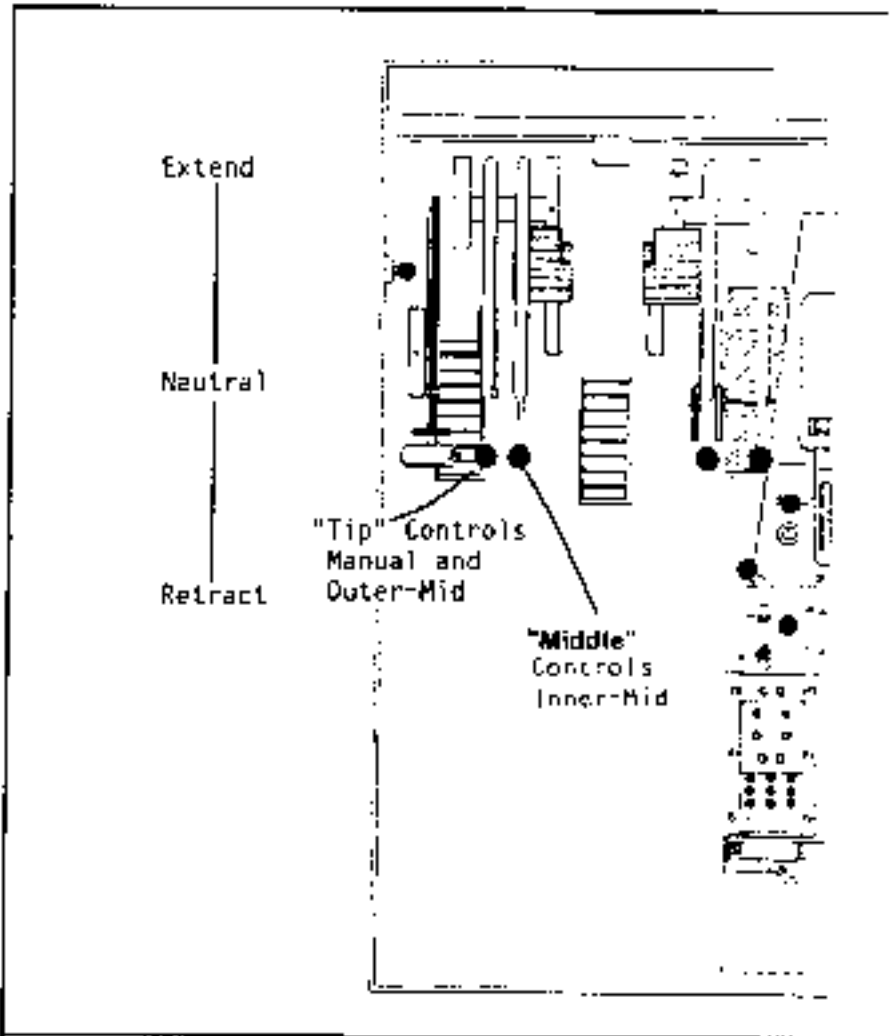 Extend
Neutral
"Tip" Controls
Manual and
Outer-Mid
Retract
"Middle"
Controls
Inner-Mid